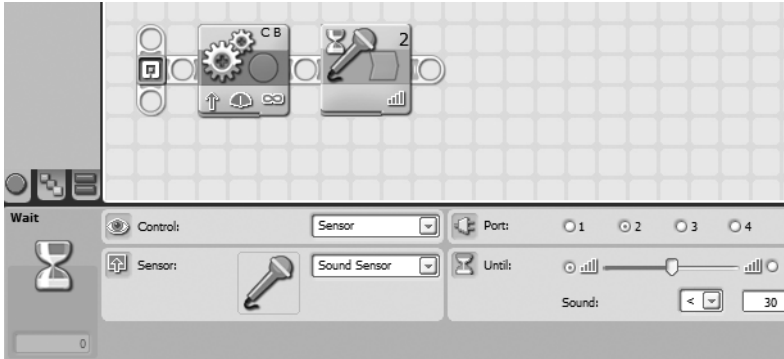 C B
2
Wait
Control:
Sensor
Port:
1
2
3
4
Sensor:
Sound Sensor
Until:
Sound:
<
30
0